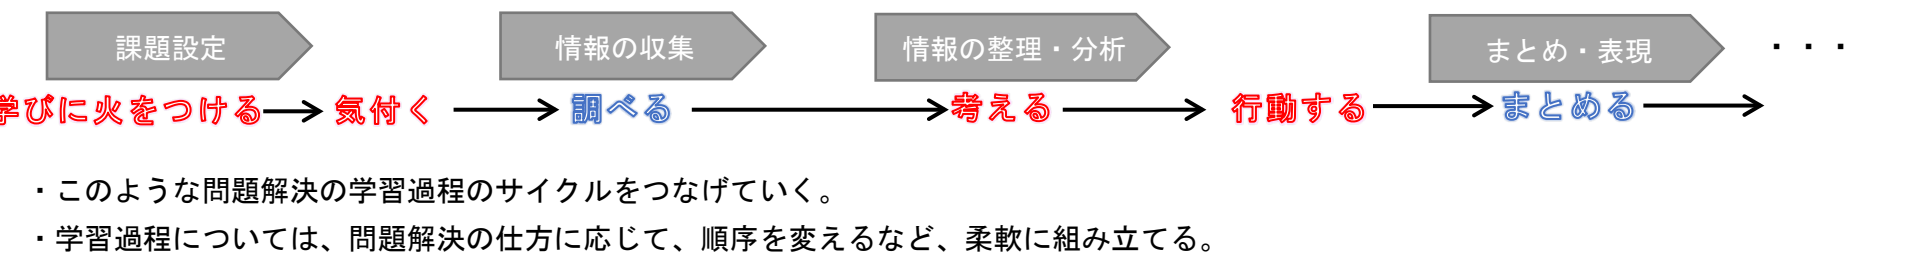 課題設定 情報の収集 情報の整理・分析 まとめ・表現 ・・・
学びに火をつける 気付く 調べる 考える 行動する まとめる
・このような問題解決の学習過程のサイクルをつなげていく。
・学習過程については、問題解決の仕方に応じて、順序を変えるなど、柔軟に組み立てる。